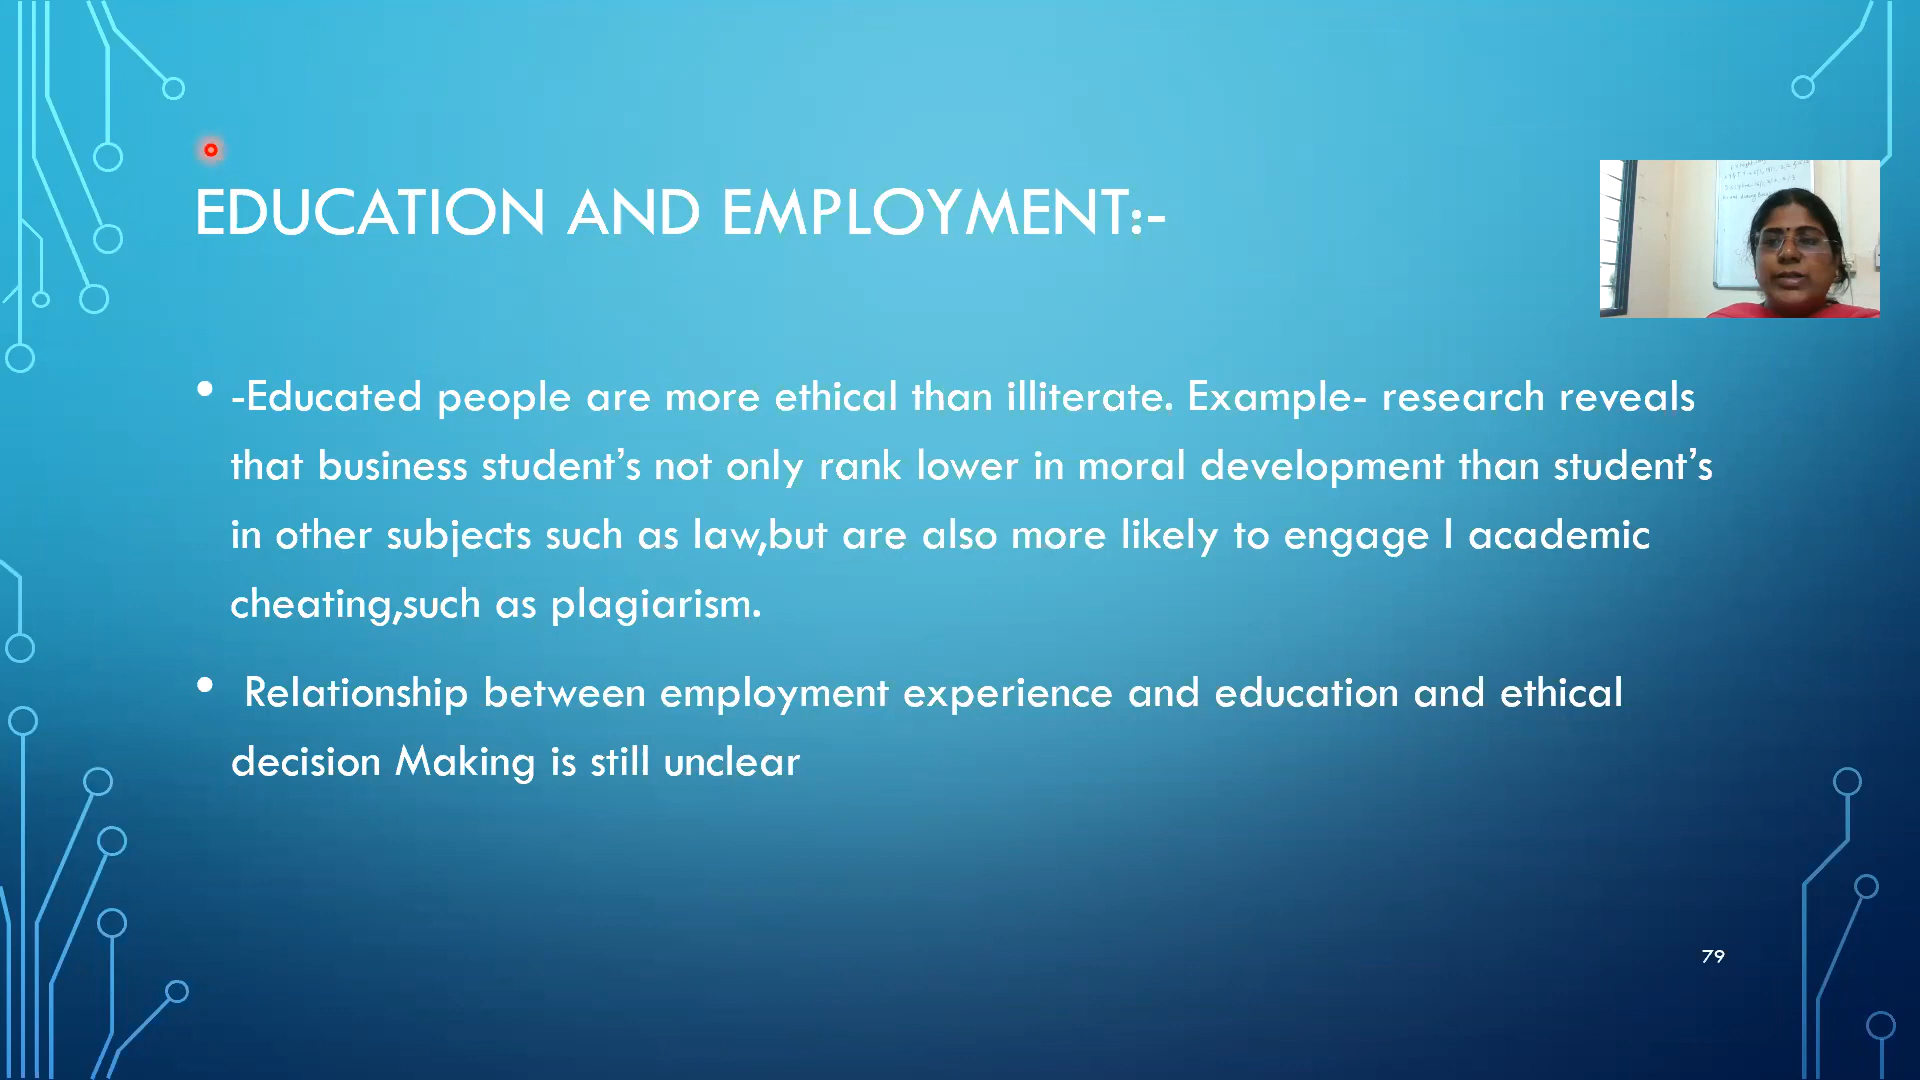 EDUCATION AND EMPLOYMENT:-
• -Educated people are more ethical than illiterate. Example- research reveals
that business student’s not only rank lower in moral development than student’s
in other subjects such as law,but are also more likely to engage I academic
cheating,such as plagiarism.
• Relationship between employment experience and education and ethical
decision Making is still unclear
79